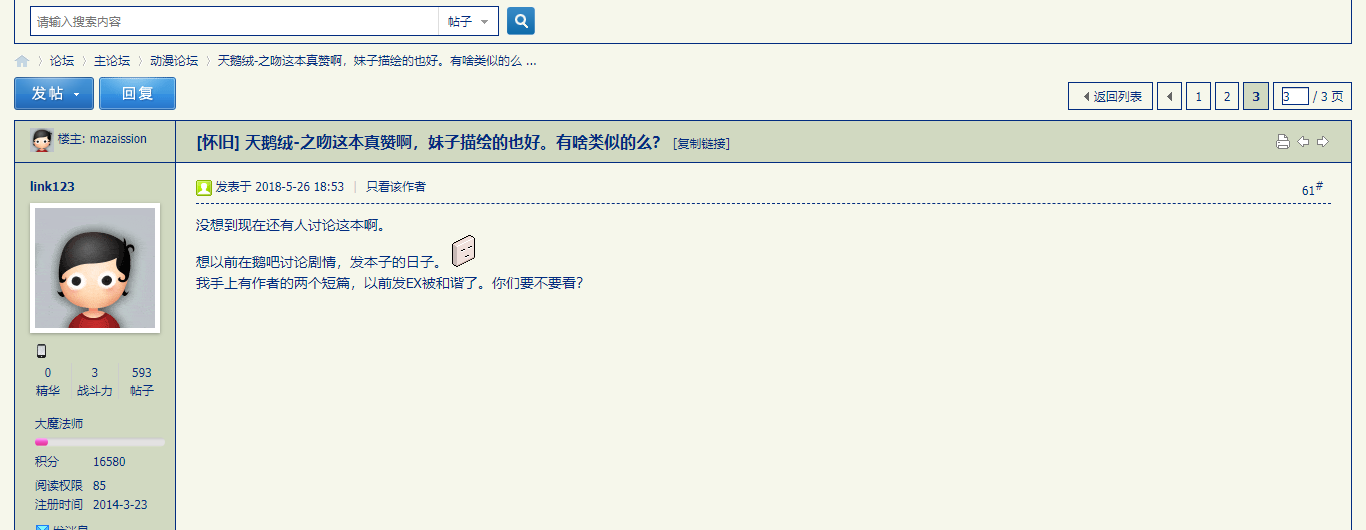 请输入搜索内容 帖子
论坛 主论坛 动漫论坛 天鹅绒-之吻这本真赞啊，妹子描绘的也好。有啥类似的么 ...
发帖 回复 返回列表 1 2 3 3 / 3 页
楼主: mazaission [怀旧] 天鹅绒-之吻这本真赞啊，妹子描绘的也好。有啥类似的么？ [复制链接]
link123 发表于 2018-5-26 18:53 | 只看该作者 61#
没想到现在还有人讨论这本啊。
想以前在鹅吧讨论剧情，发本子的日子。
我手上有作者的两个短篇，以前发EX被和谐了。你们要不要看?
0 3 593
精华 战斗力 帖子
大魔法师
积分 16580
阅读权限 85
注册时间 2014-3-23
发消息